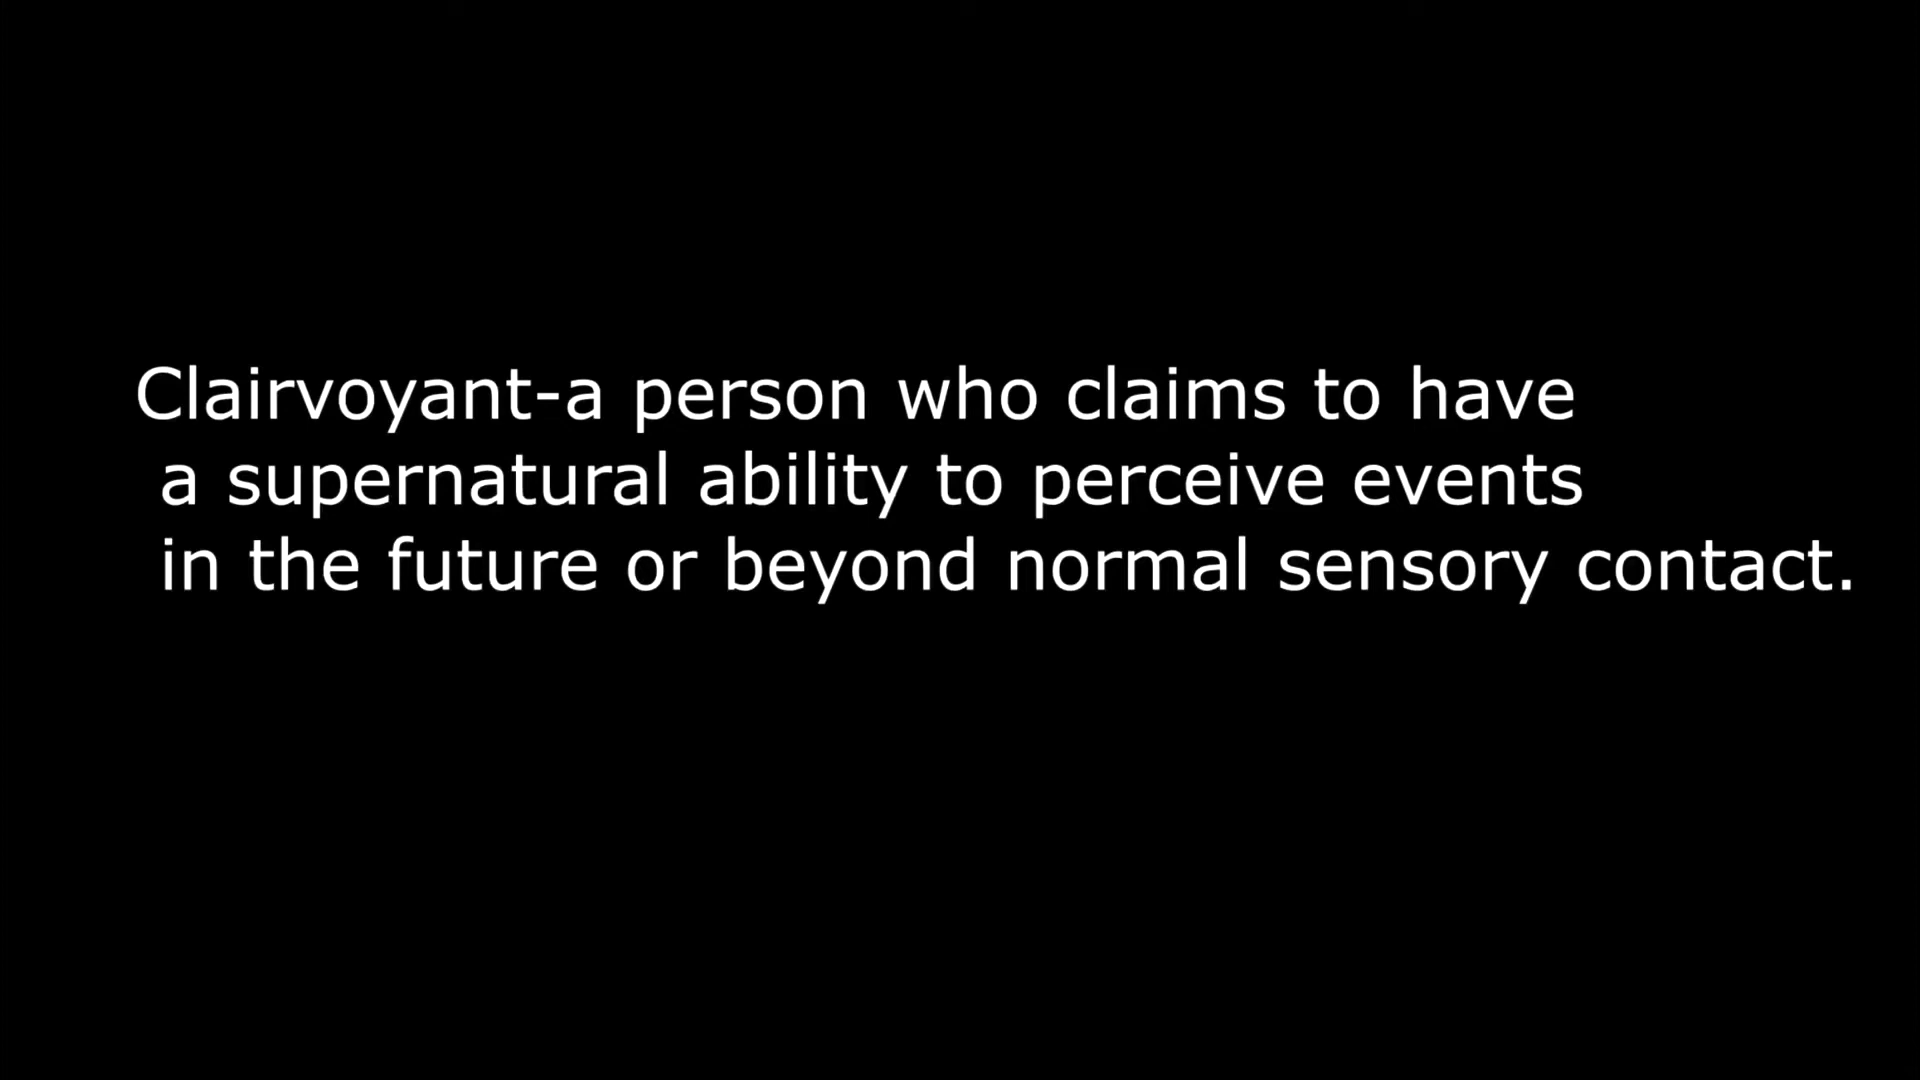 Clairvoyant-a person who claims to have
a supernatural ability to perceive events
in the future or beyond normal sensory contact.